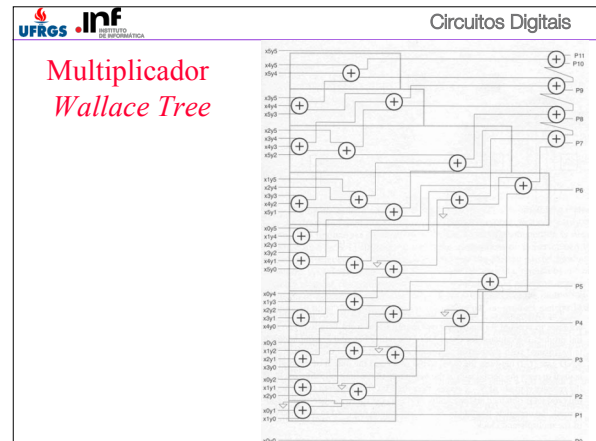 UFRGS
.inf
INSTITUTO
DE INFORMÁTICA
Circuitos Digitais
Multiplicador
Wallace Tree
x5y5
x4y5
x5y4
x3y5
x4y4
x5y3
x2y5
x3y4
x4y3
x5y2
x1y5
x2y4
x3y3
x4y2
x5y1
x0y5
x1y4
x2y3
x3y2
x4y1
x5y0
x0y4
x1y3
x2y2
x3y1
x4y0
x0y3
x1y2
x2y1
x3y0
x0y2
x1y1
x2y0
x0y1
x1y0
P11
P10
P9
P8
P7
P6
P5
P4
P3
P2
P1